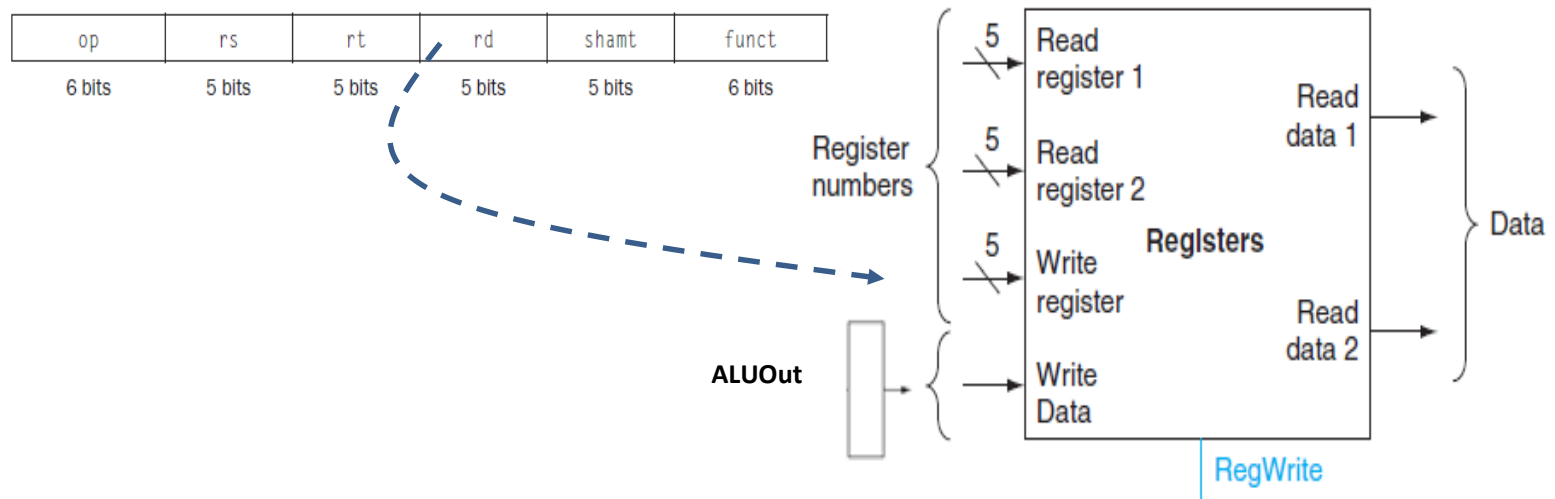 op rs rt rd shamt funct
6 bits 5 bits 5 bits 5 bits 5 bits 6 bits
Register
numbers
5
Read
register 1
5
Read
register 2
5
Write
register
ALUOut
Write
Data
Registers
Read
data 1
Read
data 2
Data
RegWrite